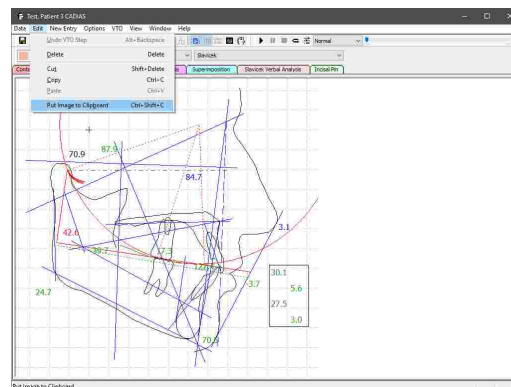 Test, Patient 3 CADIAS
Data Edit New Entry Options VTO View Window Help
Undo VTO Step Alt+Backspace
Normal
Delete Delete
Slavicek
Cut Shift+Delete
Superimposition Slavicek Verbal Analysis Incisal Pin
Copy Ctrl+C
Paste Ctrl+V
Put Image to Clipboard Ctrl+Shift+C
87.9
70.9
84.7
3.1
42.6
30.1
-3.7
5.6
24.7
27.5
3.0
Put image to Clipboard